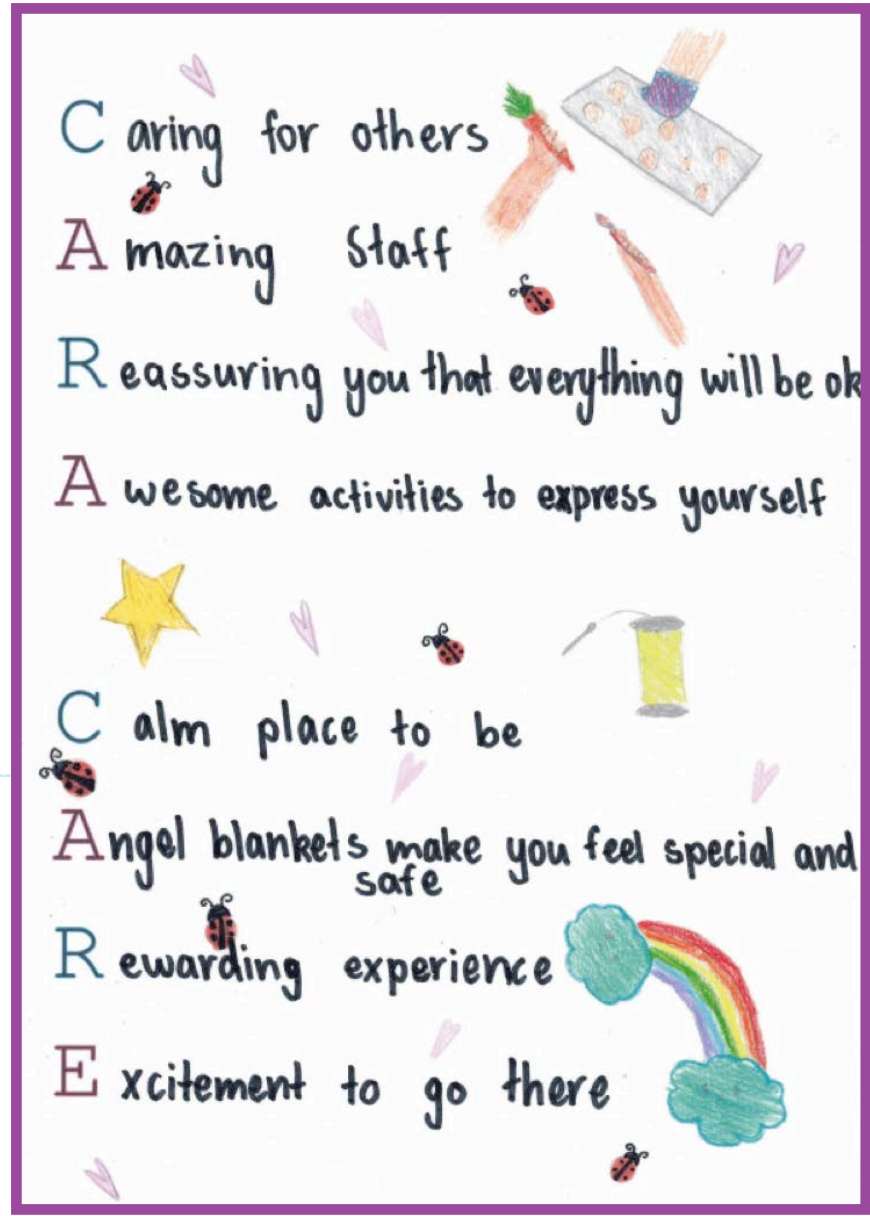 Caring for others
Amazing Staff
Reassuring you that everything will be ok
Awesome activities to express yourself
Calm place to be
Angel blankets make you feel special and
safe
Rewarding experience
Excitement to go there